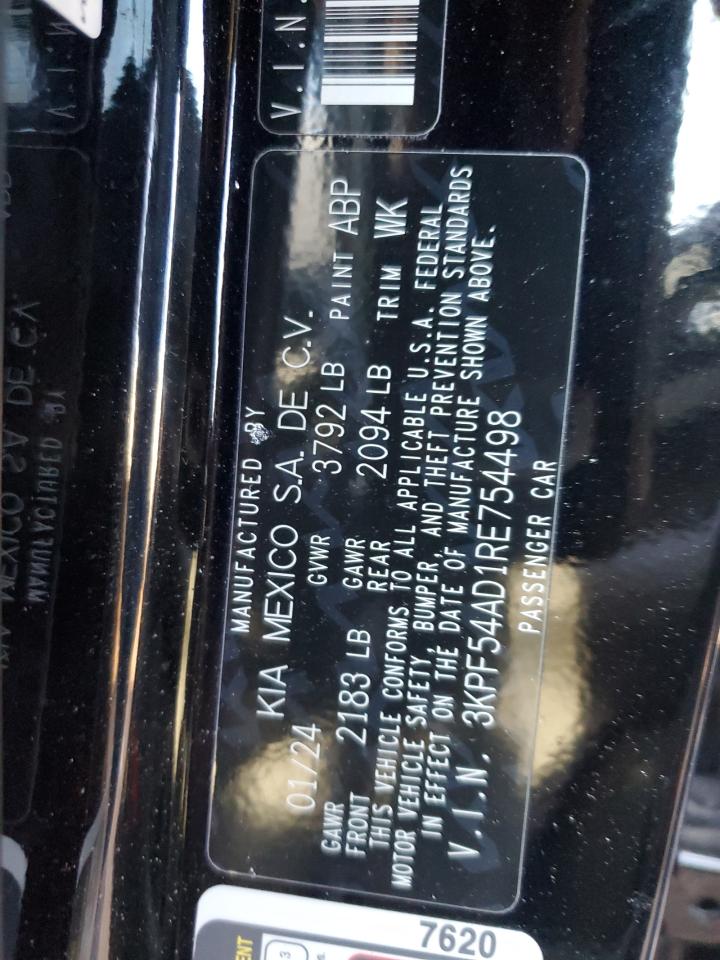 V.I.N.
MANUFACTURED BY
KIA MEXICO S.A. DE C.V.
01/24 GVWR 3792 LB PAINT ABP
GAWR FRONT 2183 LB GAWR REAR 2094 LB TRIM WK
THIS VEHICLE CONFORMS TO ALL APPLICABLE U.S.A. FEDERAL
MOTOR VEHICLE SAFETY, BUMPER, AND THEFT PREVENTION STANDARDS
IN EFFECT ON THE DATE OF MANUFACTURE SHOWN ABOVE.
V.I.N. 3KPF54AD1RE754498
PASSENGER CAR
7620